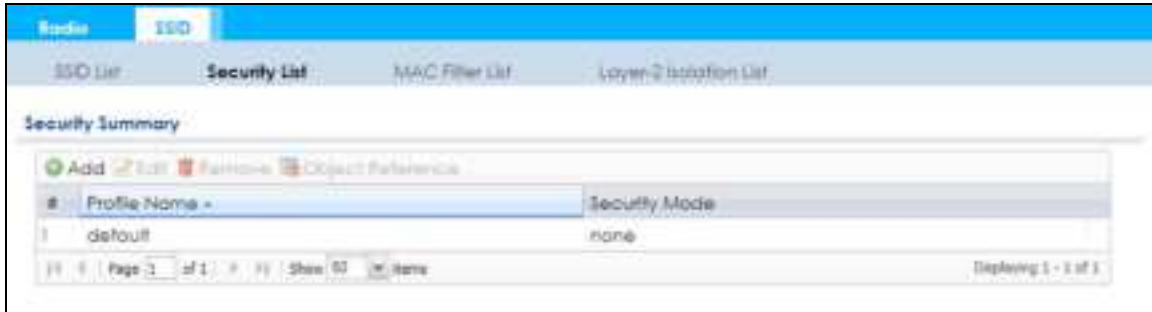 Radio SSID
SSID List Security List MAC Filter List Layer-2 Isolation List
Security Summary
Add Edit Remove Object Reference
# Profile Name Security Mode
1 default none
Page 1 of 1 Show 50 items Displaying 1 - 1 of 1